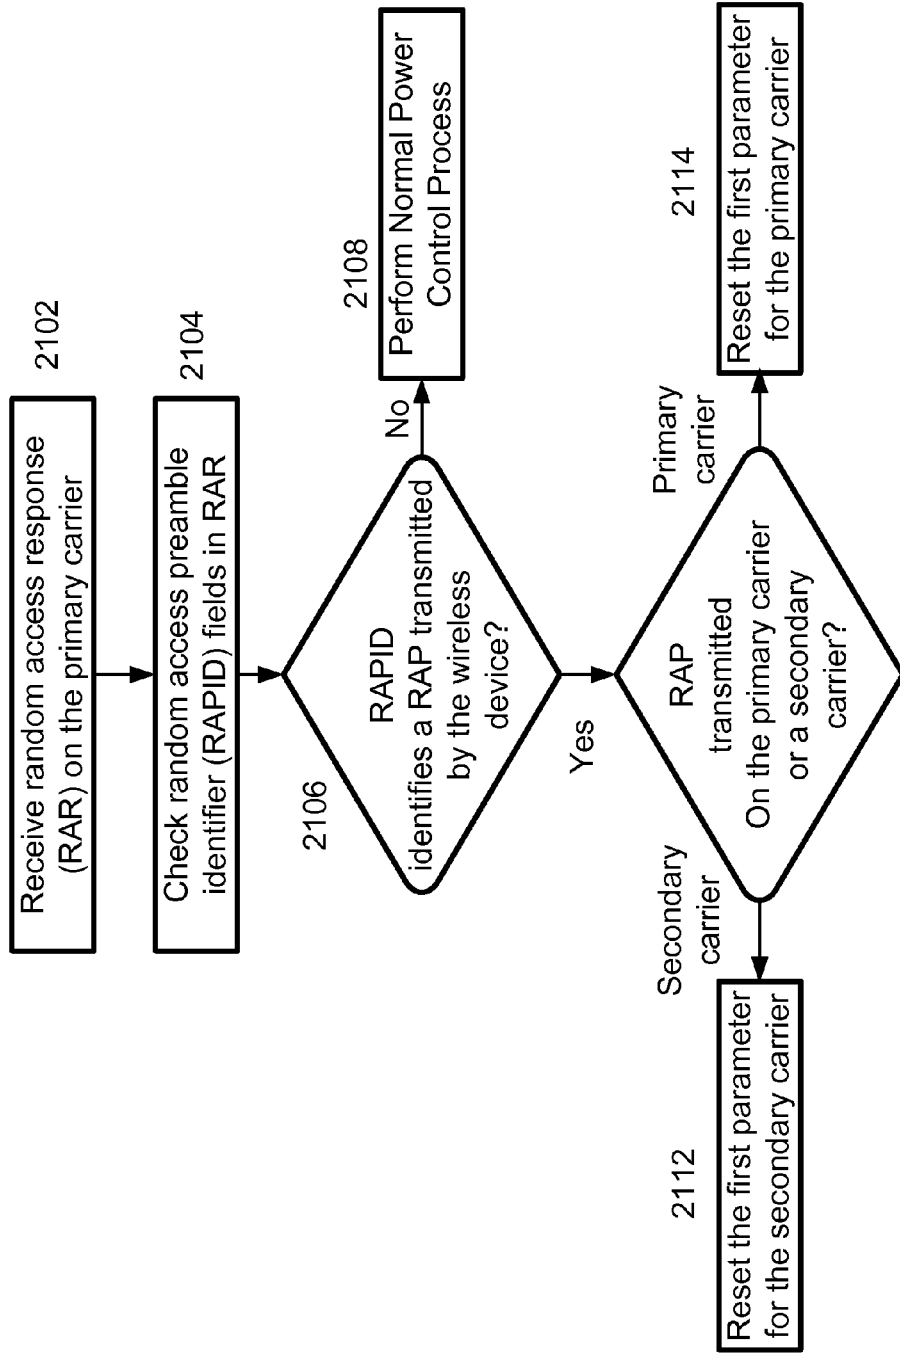 2102
Receive random access response
(RAR) on the primary carrier
2104
Check random access preamble
identifier (RAPID) fields in RAR
2106
RAPID
identifies a RAP transmitted
by the wireless
device?
No
2108
Perform Normal Power
Control Process
Yes
RAP
transmitted
On the primary carrier
or a secondary
carrier?
Secondary
carrier
Primary
carrier
2112
Reset the first parameter
for the secondary carrier
2114
Reset the first parameter
for the primary carrier